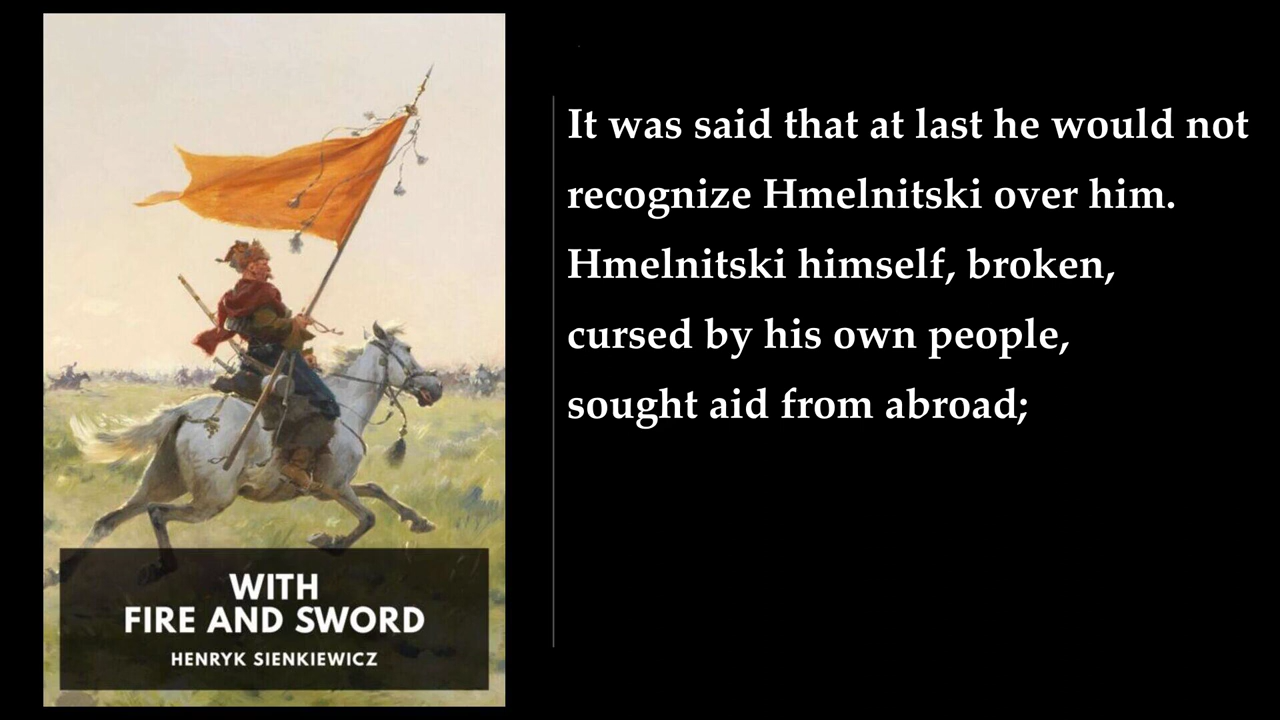 It was said that at last he would not
recognize Hmelnitski over him.
Hmelnitski himself, broken,
cursed by his own people,
sought aid from abroad;
WITH
FIRE AND SWORD
HENRYK SIENKIEWICZ